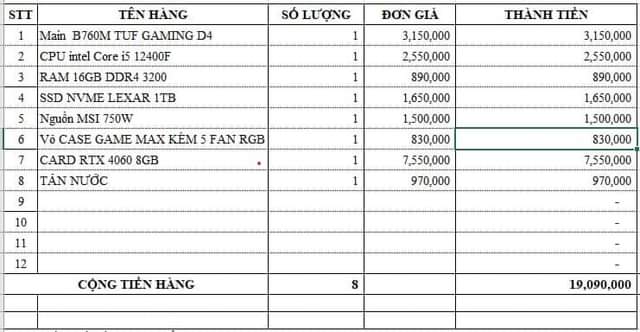 STT TÊN HÀNG SỐ LƯỢNG ĐƠN GIÁ THÀNH TIỀN
1 Main B760M TUF GAMING D4 1 3,150,000 3,150,000
2 CPU intel Core i5 12400F 1 2,550,000 2,550,000
3 RAM 16GB DDR4 3200 1 890,000 890,000
4 SSD NVME LEXAR 1TB 1 1,650,000 1,650,000
5 Nguồn MSI 750W 1 1,500,000 1,500,000
6 Vỏ CASE GAME MAX KÈM 5 FAN RGB 1 830,000 830,000
7 CARD RTX 4060 8GB 1 7,550,000 7,550,000
8 TẢN NƯỚC 1 970,000 970,000
9 -
10 -
11 -
12 -
CỘNG TIỀN HÀNG 8 19,090,000